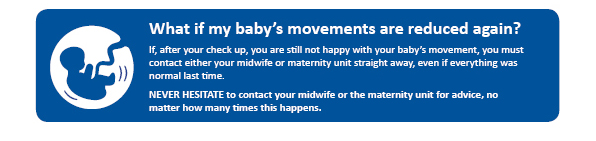 What if my baby's movements are reduced again?
If, after your check up, you are still not happy with your baby's movement, you must
contact either your midwife or maternity unit straight away, even if everything was
normal last time.
NEVER HESITATE to contact your midwife or the maternity unit for advice, no
matter how many times this happens.